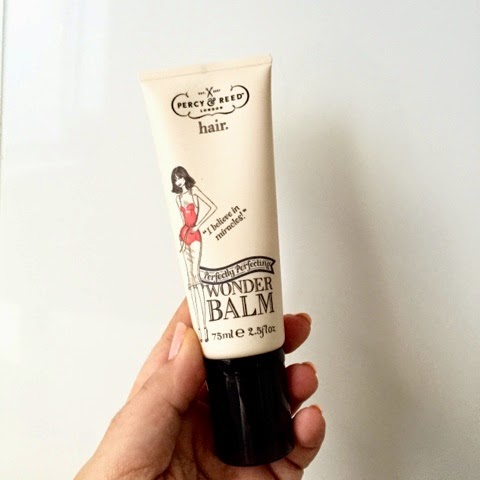 EST. 2007
PERCY & REED
LONDON
hair.
"I believe in
miracles!"
Perfectly Perfecting
WONDER
BALM
75ml e 2.5fl oz